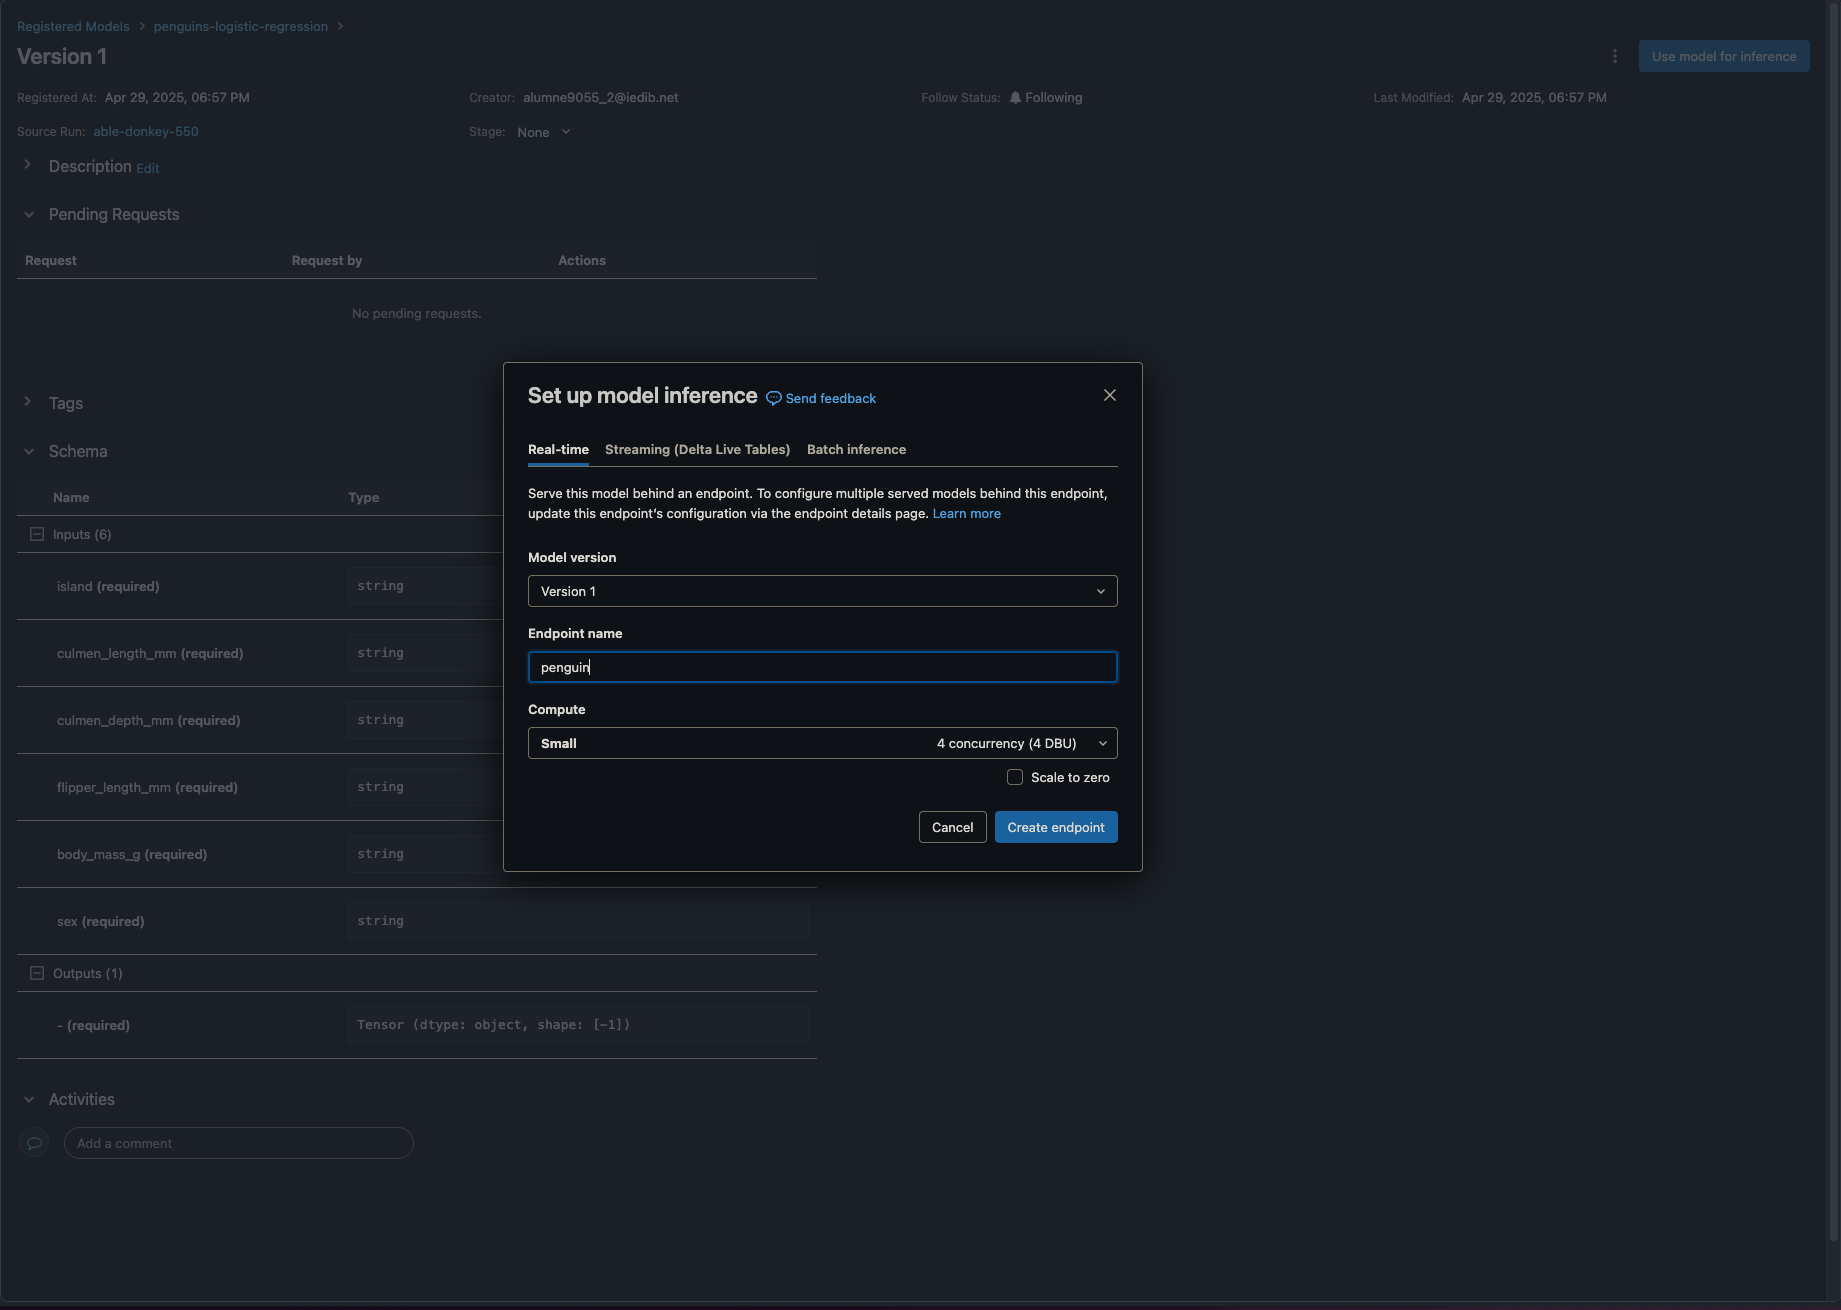 Registered Models > penguins-logistic-regression >
Version 1
Use model for inference
Registered At: Apr 29, 2025, 06:57 PM
Creator: alumne9055_2@iedib.net
Follow Status: Following
Last Modified: Apr 29, 2025, 06:57 PM
Source Run: able-donkey-550
Stage: None
Description Edit
Pending Requests
Request Request by Actions
No pending requests.
Tags
Schema
Name Type
Inputs (6)
island (required) string
culmen_length_mm (required) string
culmen_depth_mm (required) string
flipper_length_mm (required) string
body_mass_g (required) string
sex (required) string
Outputs (1)
- (required) Tensor (dtype: object, shape: [-1])
Activities
Add a comment
Set up model inference Send feedback
Real-time Streaming (Delta Live Tables) Batch inference
Serve this model behind an endpoint. To configure multiple served models behind this endpoint,
update this endpoint's configuration via the endpoint details page. Learn more
Model version
Version 1
Endpoint name
penguin
Compute
Small 4 concurrency (4 DBU)
Scale to zero
Cancel Create endpoint